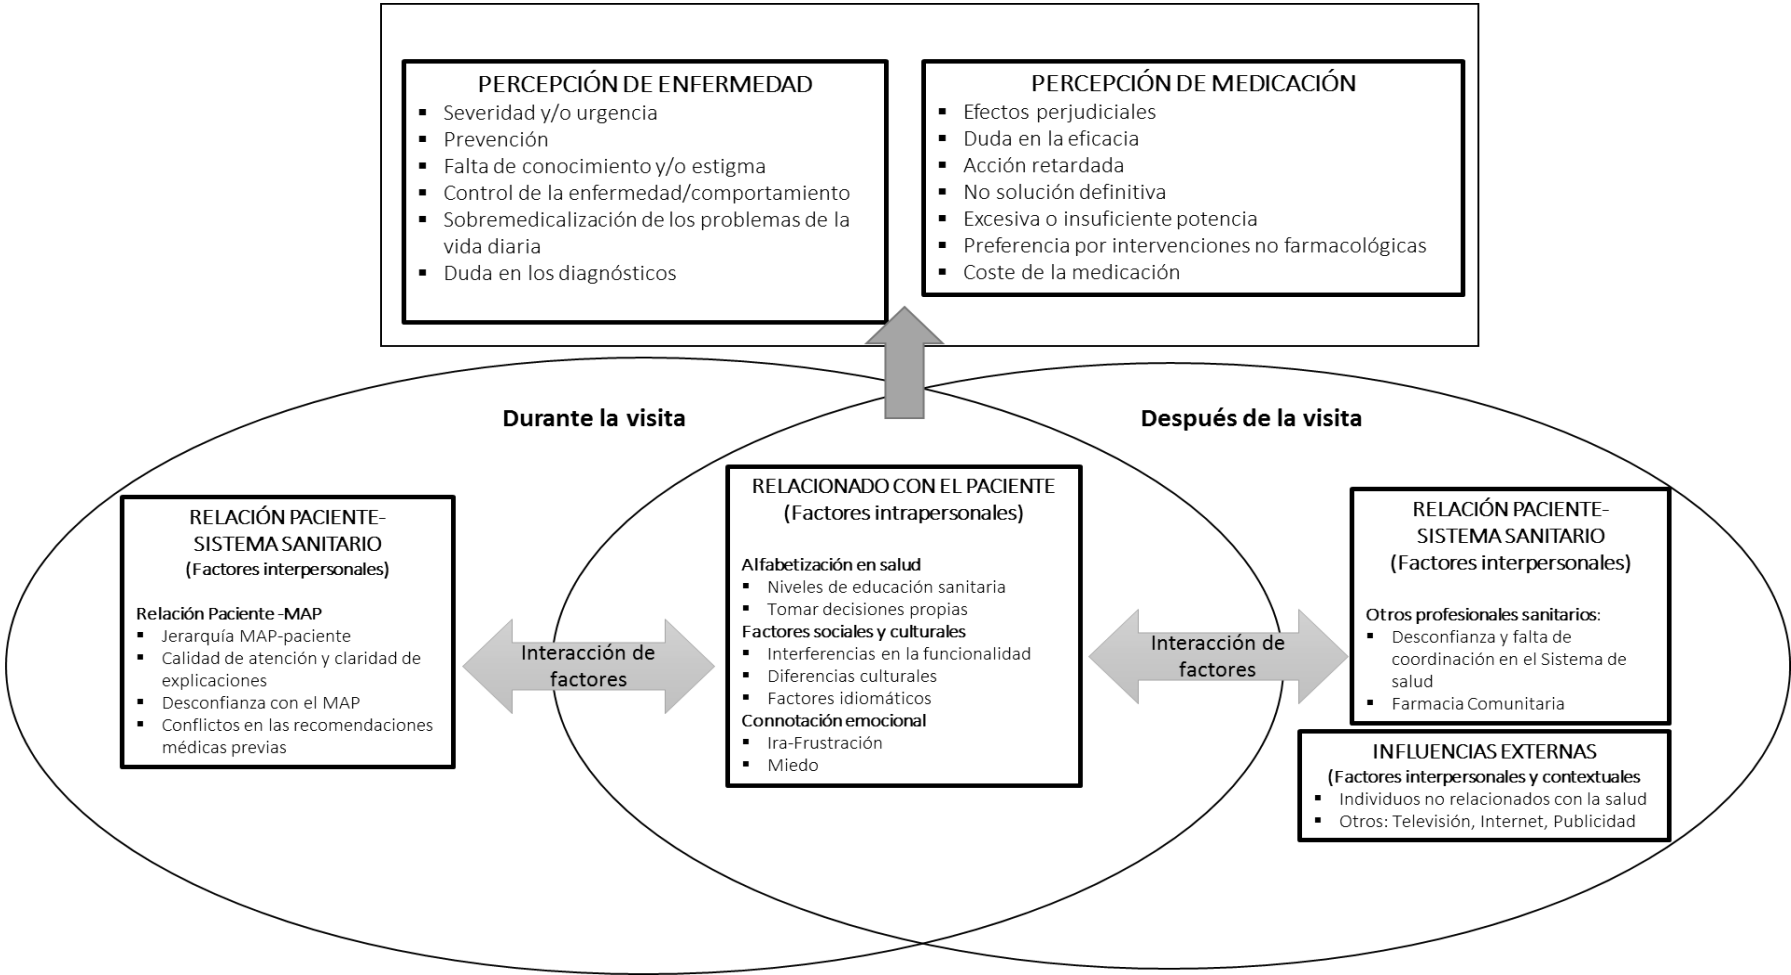 PERCEPCIÓN DE ENFERMEDAD
▪ Severidad y/o urgencia
▪ Prevención
▪ Falta de conocimiento y/o estigma
▪ Control de la enfermedad/comportamiento
▪ Sobremedicalización de los problemas de la
vida diaria
▪ Duda en los diagnósticos
PERCEPCIÓN DE MEDICACIÓN
▪ Efectos perjudiciales
▪ Duda en la eficacia
▪ Acción retardada
▪ No solución definitiva
▪ Excesiva o insuficiente potencia
▪ Preferencia por intervenciones no farmacológicas
▪ Coste de la medicación
Durante la visita
Después de la visita
RELACIÓN PACIENTE-
SISTEMA SANITARIO
(Factores interpersonales)
Relación Paciente -MAP
▪ Jerarquía MAP-paciente
▪ Calidad de atención y claridad de
explicaciones
▪ Desconfianza con el MAP
▪ Conflictos en las recomendaciones
médicas previas
Interacción de
factores
RELACIONADO CON EL PACIENTE
(Factores intrapersonales)
Alfabetización en salud
▪ Niveles de educación sanitaria
▪ Tomar decisiones propias
Factores sociales y culturales
▪ Interferencias en la funcionalidad
▪ Diferencias culturales
▪ Factores idiomáticos
Connotación emocional
▪ Ira-Frustración
▪ Miedo
Interacción de
factores
RELACIÓN PACIENTE-
SISTEMA SANITARIO
(Factores interpersonales)
Otros profesionales sanitarios:
▪ Desconfianza y falta de
coordinación en el Sistema de
salud
▪ Farmacia Comunitaria
INFLUENCIAS EXTERNAS
(Factores interpersonales y contextuales
▪ Individuos no relacionados con la salud
▪ Otros: Televisión, Internet, Publicidad